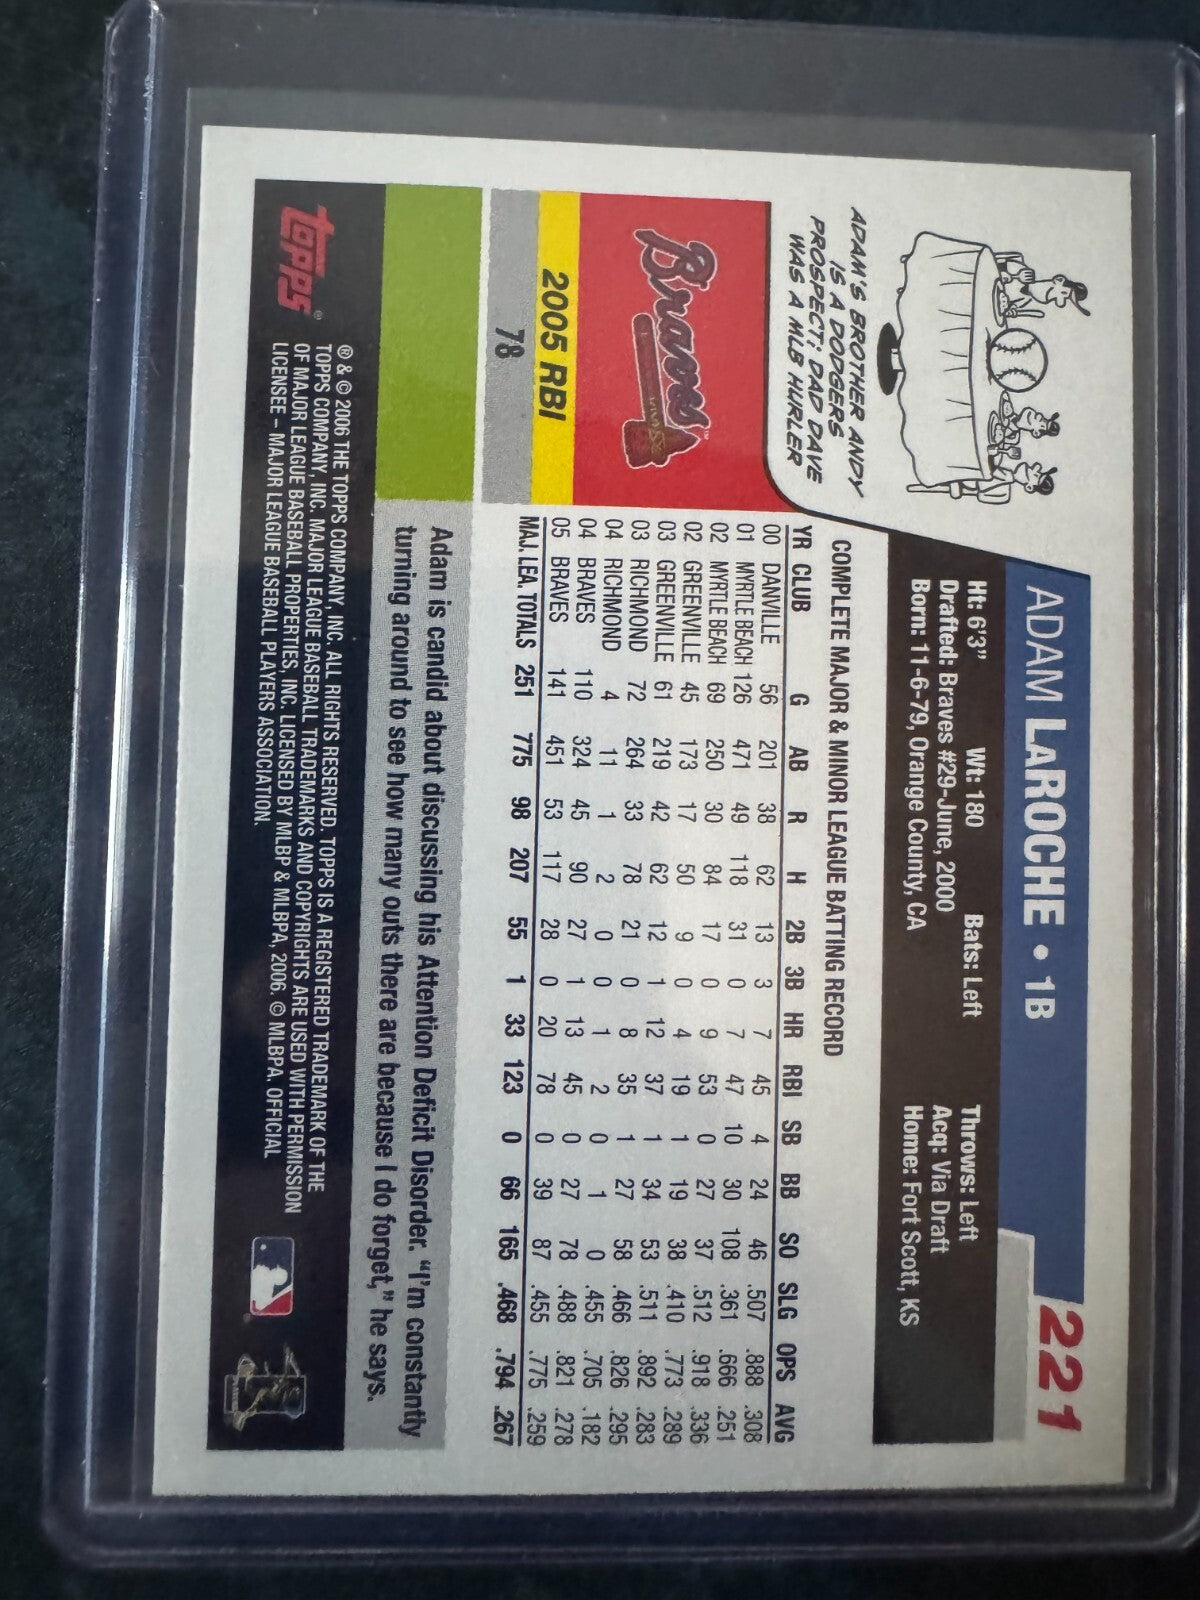 ADAM'S BROTHER ANDY
IS A DODGERS
PROSPECT; DAD DAVE
WAS A MLB HURLER
ADAM LAROCHE • 1B
221
Ht: 6'3" Wt: 180 Bats: Left Throws: Left
Drafted: Braves #29-June, 2000 Acq: Via Draft
Born: 11-6-79, Orange County, CA Home: Fort Scott, KS
COMPLETE MAJOR & MINOR LEAGUE BATTING RECORD
YR CLUB G AB R H 2B 3B HR RBI SB BB SO SLG OPS AVG
00 DANVILLE 56 201 38 62 13 3 7 45 4 24 46 .507 .888 .308
01 MYRTLE BEACH 126 471 49 118 31 0 7 47 10 30 108 .361 .666 .251
02 MYRTLE BEACH 69 250 30 84 17 0 9 53 0 27 37 .512 .918 .336
02 GREENVILLE 45 173 17 50 9 0 4 19 1 19 38 .410 .773 .289
03 GREENVILLE 61 219 42 62 12 1 12 37 1 34 53 .511 .892 .283
03 RICHMOND 72 264 33 78 21 0 8 35 1 27 58 .466 .826 .295
04 RICHMOND 4 11 1 2 0 0 1 2 0 1 0 .455 .705 .182
04 BRAVES 110 324 45 90 27 1 13 45 0 27 78 .488 .821 .278
05 BRAVES 141 451 53 117 28 0 20 78 0 39 87 .455 .775 .259
MAJ. LEA. TOTALS 251 775 98 207 55 1 33 123 0 66 165 .468 .794 .267
Braves
2005 RBI
78
Adam is candid about discussing his Attention Deficit Disorder. "I'm constantly
turning around to see how many outs there are because I do forget," he says.
Topps®
® & © 2006 THE TOPPS COMPANY, INC. ALL RIGHTS RESERVED. TOPPS IS A REGISTERED TRADEMARK OF THE
TOPPS COMPANY, INC. MAJOR LEAGUE BASEBALL TRADEMARKS AND COPYRIGHTS ARE USED WITH PERMISSION
OF MAJOR LEAGUE BASEBALL PROPERTIES, INC. LICENSED BY MLBP & MLBPA, 2006. © MLBPA. OFFICIAL
LICENSEE – MAJOR LEAGUE BASEBALL PLAYERS ASSOCIATION.